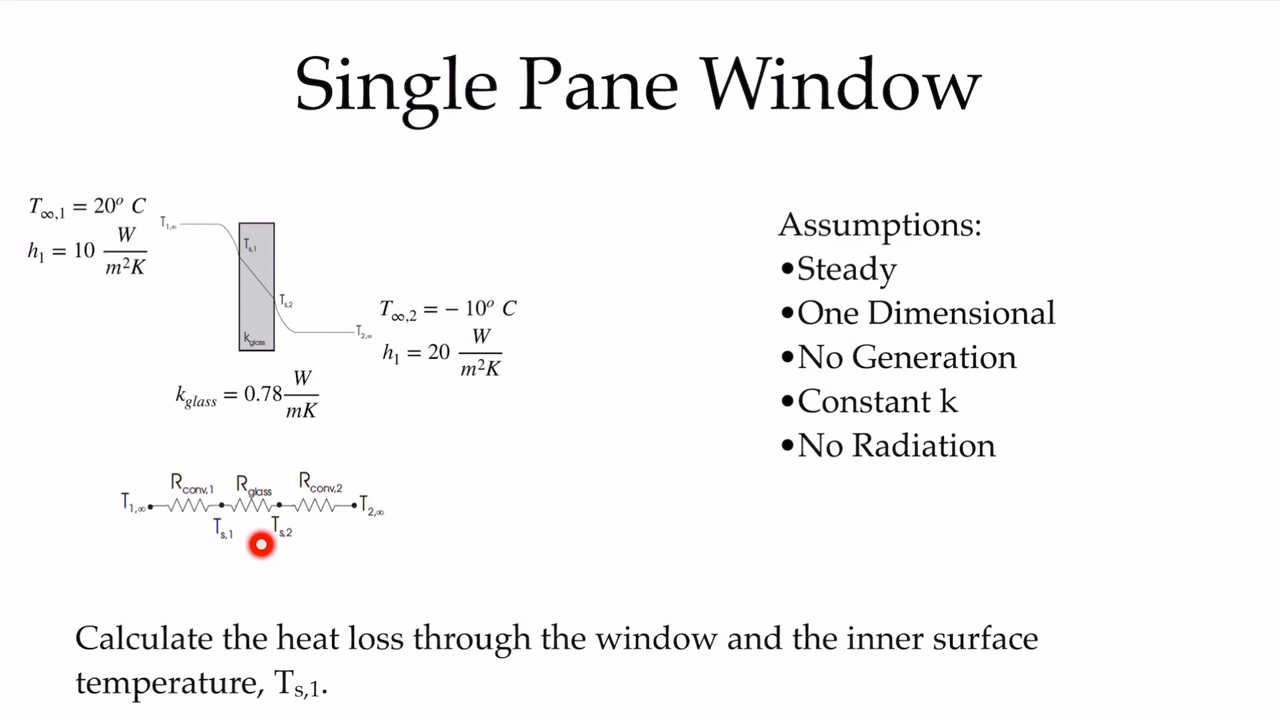 Single Pane Window
T∞,1 = 20° C
h1 = 10 W/m²K
T1,∞
Ts,1
Ts,2
kglass
T2,∞
T∞,2 = − 10° C
h1 = 20 W/m²K
kglass = 0.78 W/mK
Rconv,1 Rglass Rconv,2
T1,∞ T2,∞
Ts,1 Ts,2
Assumptions:
•Steady
•One Dimensional
•No Generation
•Constant k
•No Radiation
Calculate the heat loss through the window and the inner surface
temperature, Ts,1.